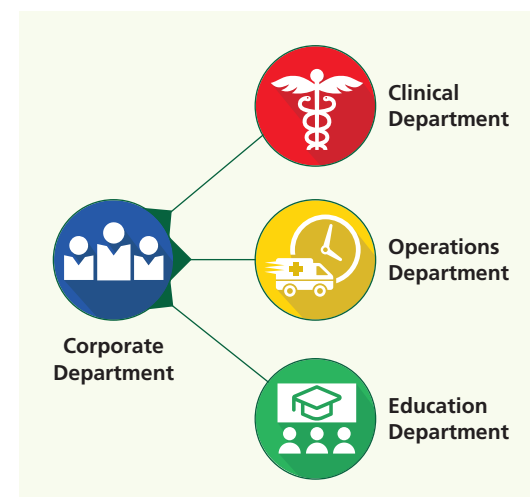 Clinical
Department
Operations
Department
Corporate
Department
Education
Department